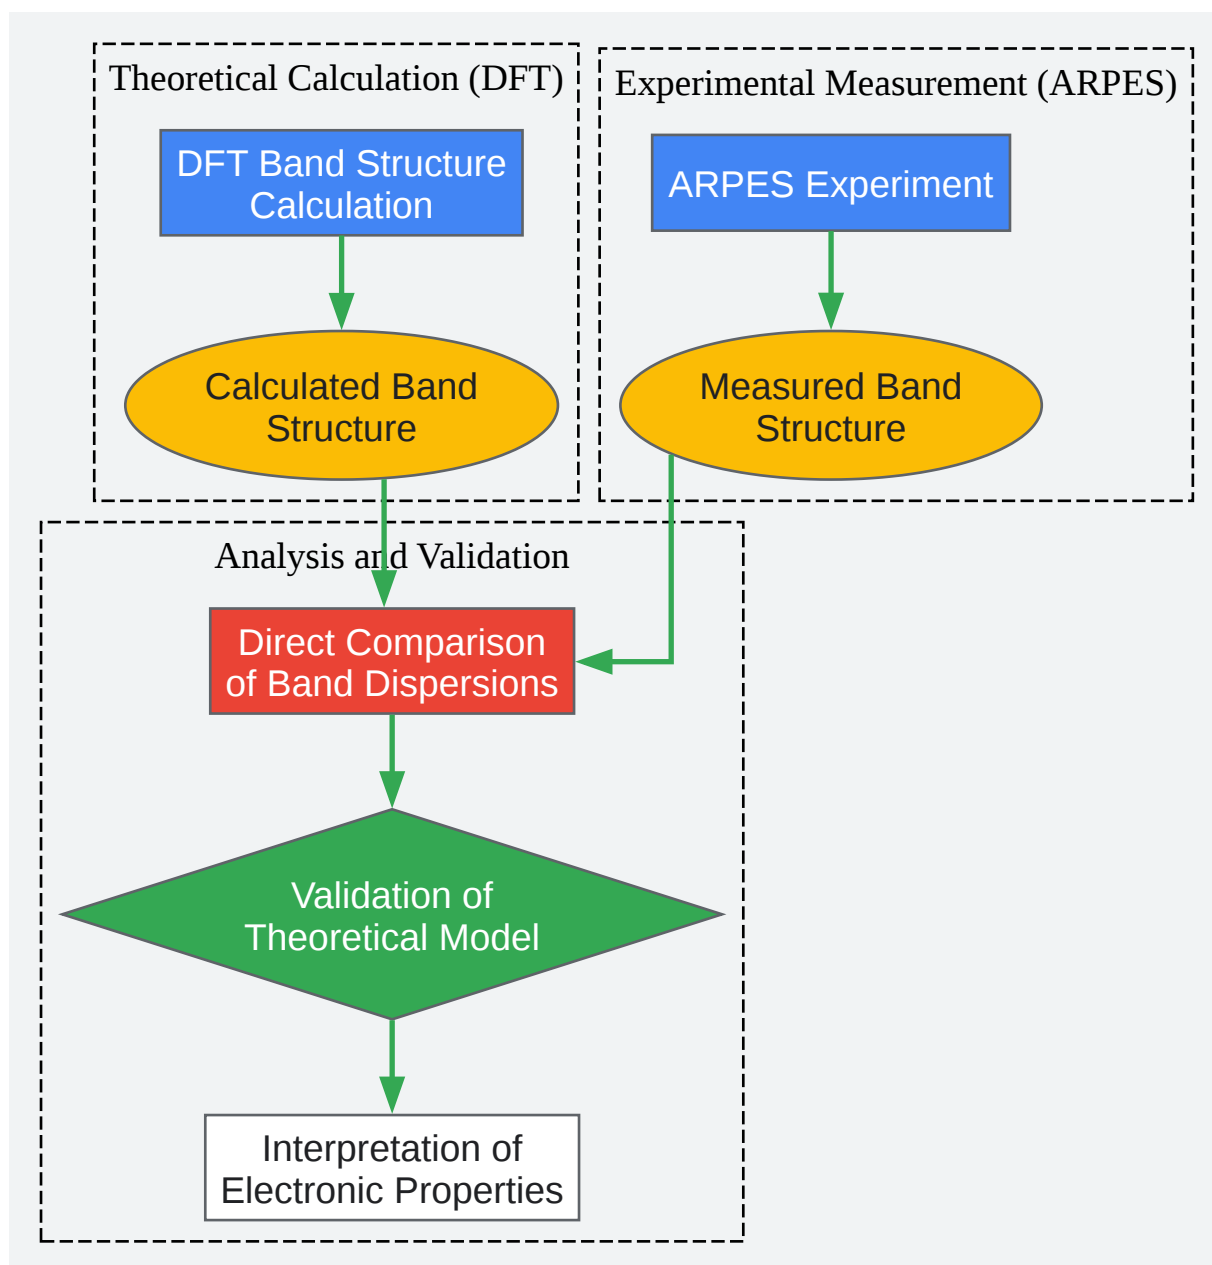 Theoretical Calculation (DFT)
DFT Band Structure
Calculation
Calculated Band
Structure
Experimental Measurement (ARPES)
ARPES Experiment
Measured Band
Structure
Analysis and Validation
Direct Comparison
of Band Dispersions
Validation of
Theoretical Model
Interpretation of
Electronic Properties